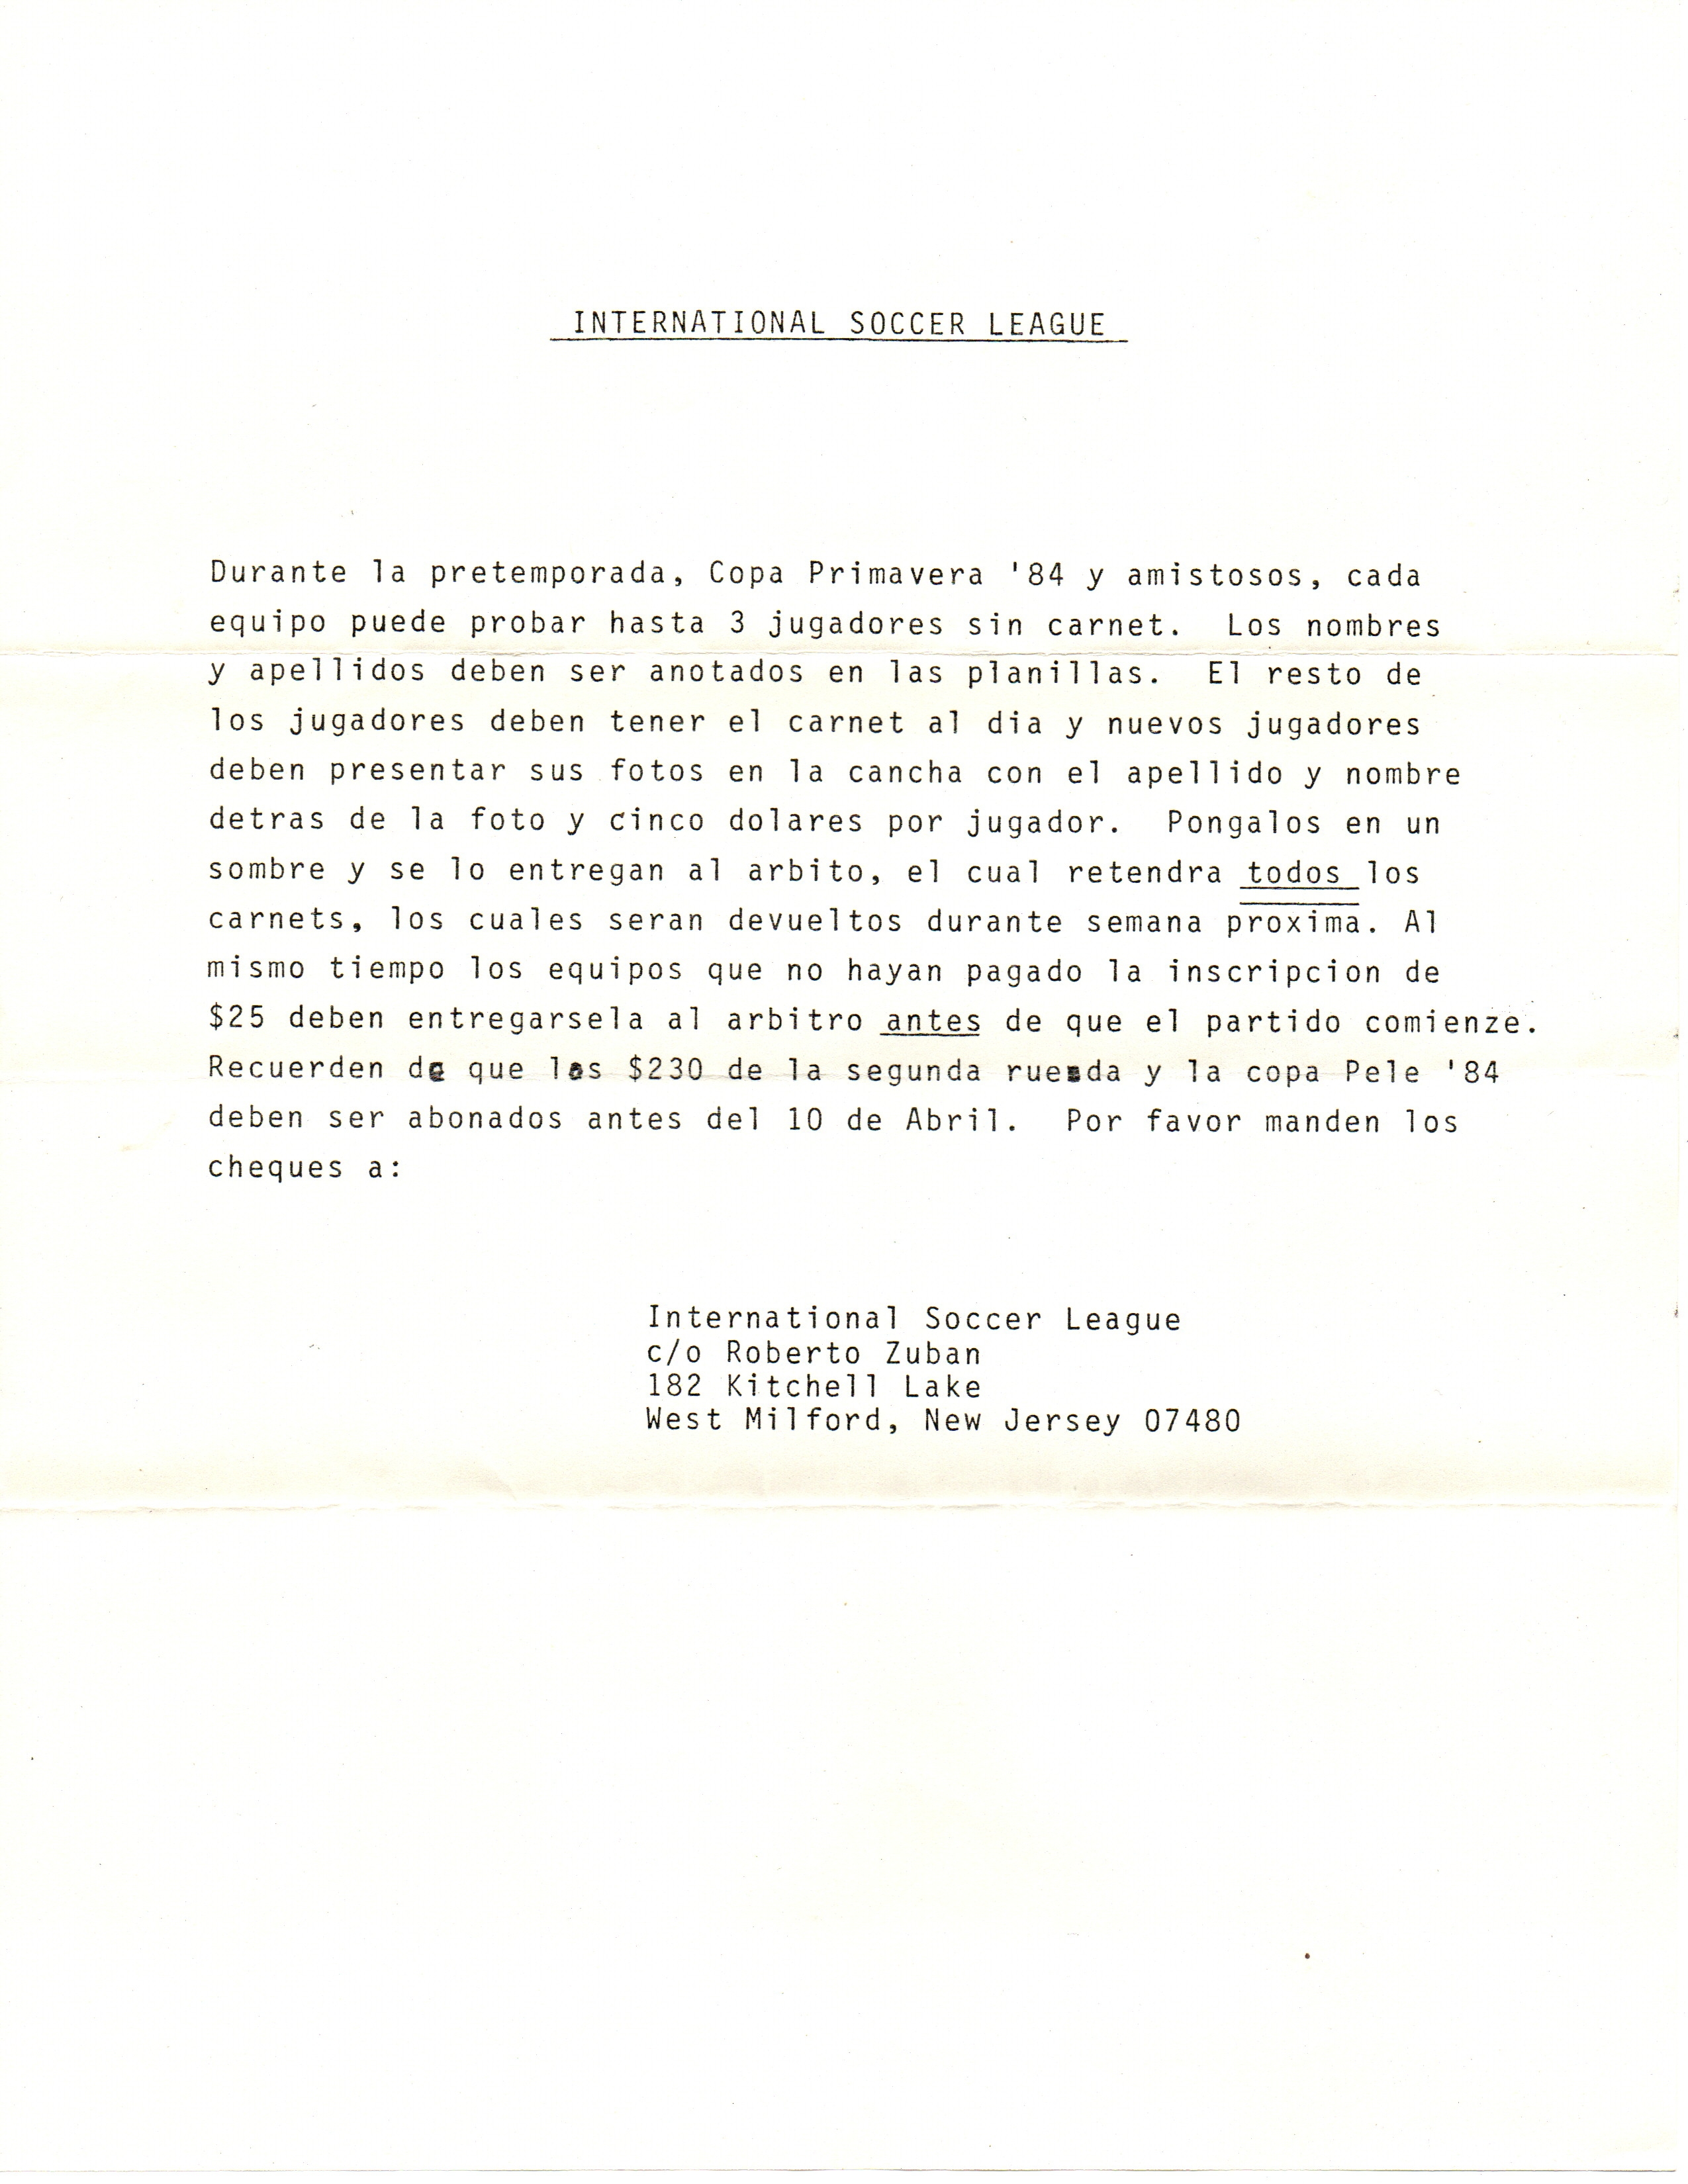 INTERNATIONAL SOCCER LEAGUE
Durante la pretemporada, Copa Primavera '84 y amistosos, cada
equipo puede probar hasta 3 jugadores sin carnet. Los nombres
y apellidos deben ser anotados en las planillas. El resto de
los jugadores deben tener el carnet al dia y nuevos jugadores
deben presentar sus fotos en la cancha con el apellido y nombre
detras de la foto y cinco dolares por jugador. Pongalos en un
sombre y se lo entregan al arbito, el cual retendra todos los
carnets, los cuales seran devueltos durante semana proxima. Al
mismo tiempo los equipos que no hayan pagado la inscripcion de
$25 deben entregarsela al arbitro antes de que el partido comienze.
Recuerden de que los $230 de la segunda rueda y la copa Pele '84
deben ser abonados antes del 10 de Abril. Por favor manden los
cheques a:
International Soccer League
c/o Roberto Zuban
182 Kitchell Lake
West Milford, New Jersey 07480